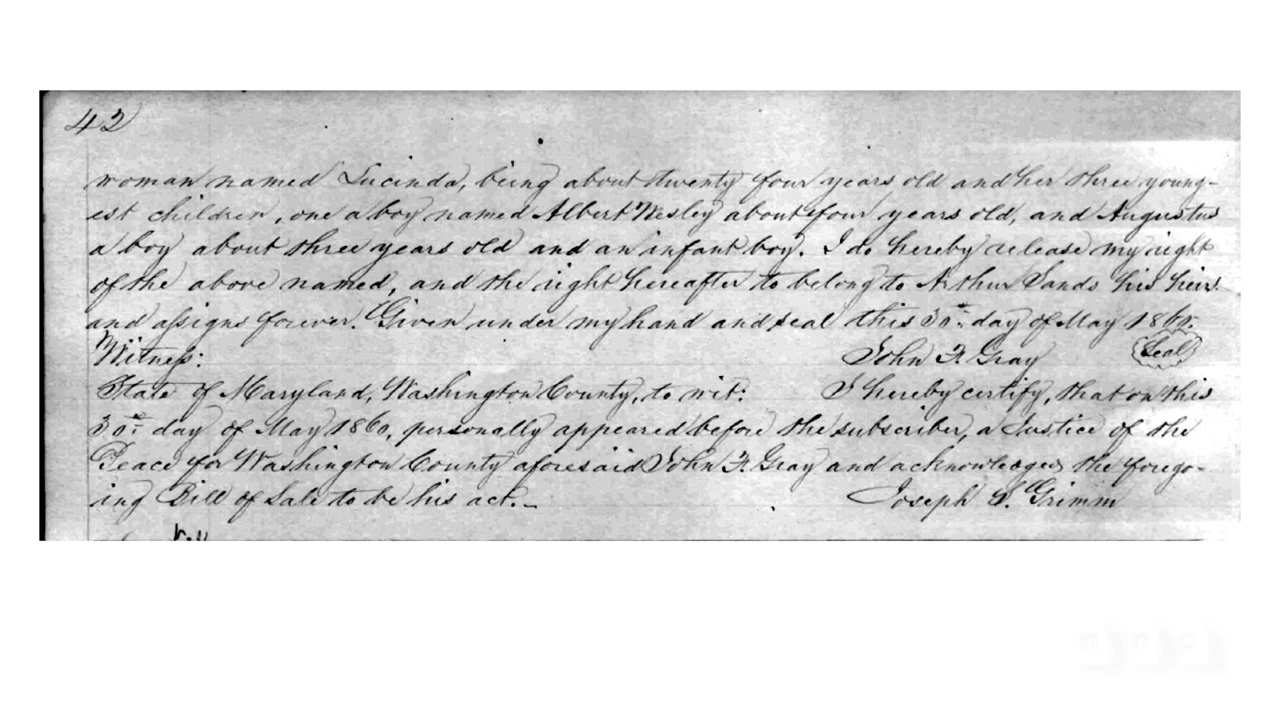 42
woman named Lucinda, being about twenty four years old and her three young-
est children, one a boy named Albert Wesley about four years old, and Augustus
a boy about three years old and an infant boy. I do hereby release my right
of the above named, and the right hereafter to belong to Arthur Sands his heirs
and assigns forever. Given under my hand and seal this 30th day of May 1860.
Witness: John F. Gray (Seal)
State of Maryland, Washington County, to wit: I hereby certify, that on this
30th day of May 1860, personally appeared before the subscriber, a Justice of the
Peace for Washington County aforesaid John F. Gray and acknowledges the forego-
ing Bill of Sale to be his act. Joseph Grimm